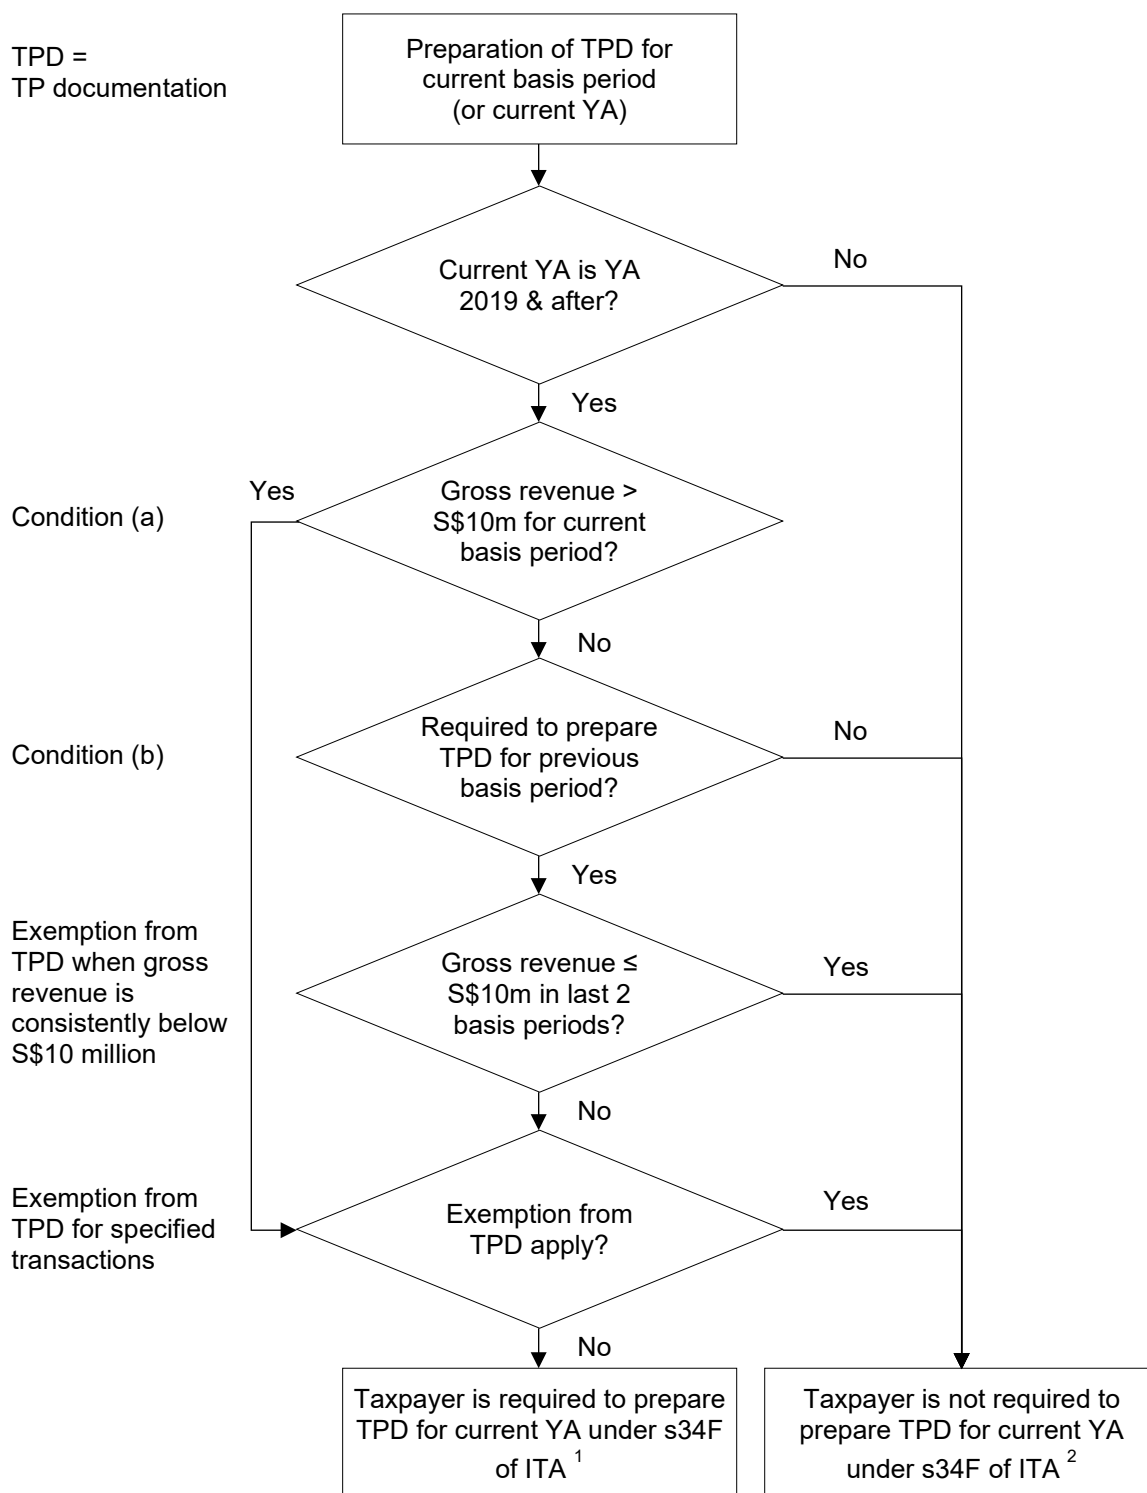 TPD =
TP documentation
Preparation of TPD for
current basis period
(or current YA)
Current YA is YA
2019 & after?
No
Yes
Condition (a)
Yes
Gross revenue >
S$10m for current
basis period?
No
Condition (b)
Required to prepare
TPD for previous
basis period?
No
Yes
Exemption from
TPD when gross
revenue is
consistently below
S$10 million
Gross revenue ≤
S$10m in last 2
basis periods?
Yes
No
Exemption from
TPD for specified
transactions
Exemption from
TPD apply?
Yes
No
Taxpayer is required to prepare
TPD for current YA under s34F
of ITA 1
Taxpayer is not required to
prepare TPD for current YA
under s34F of ITA 2